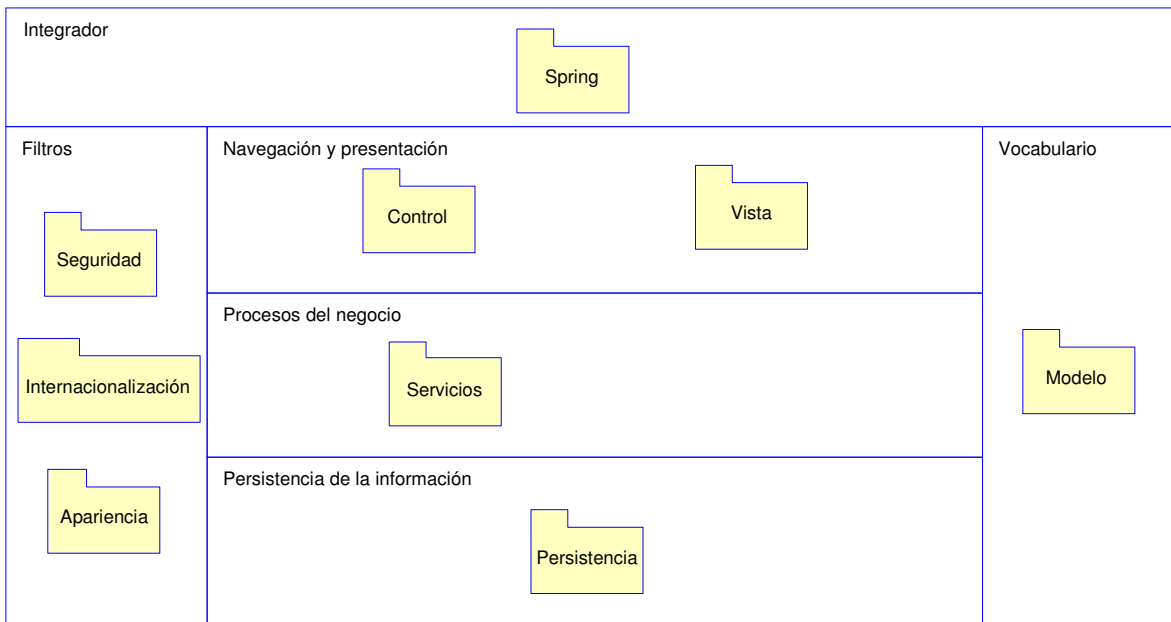 Integrador
Spring
Filtros
Seguridad
Internacionalización
Apariencia
Navegación y presentación
Control
Vista
Procesos del negocio
Servicios
Persistencia de la información
Persistencia
Vocabulario
Modelo